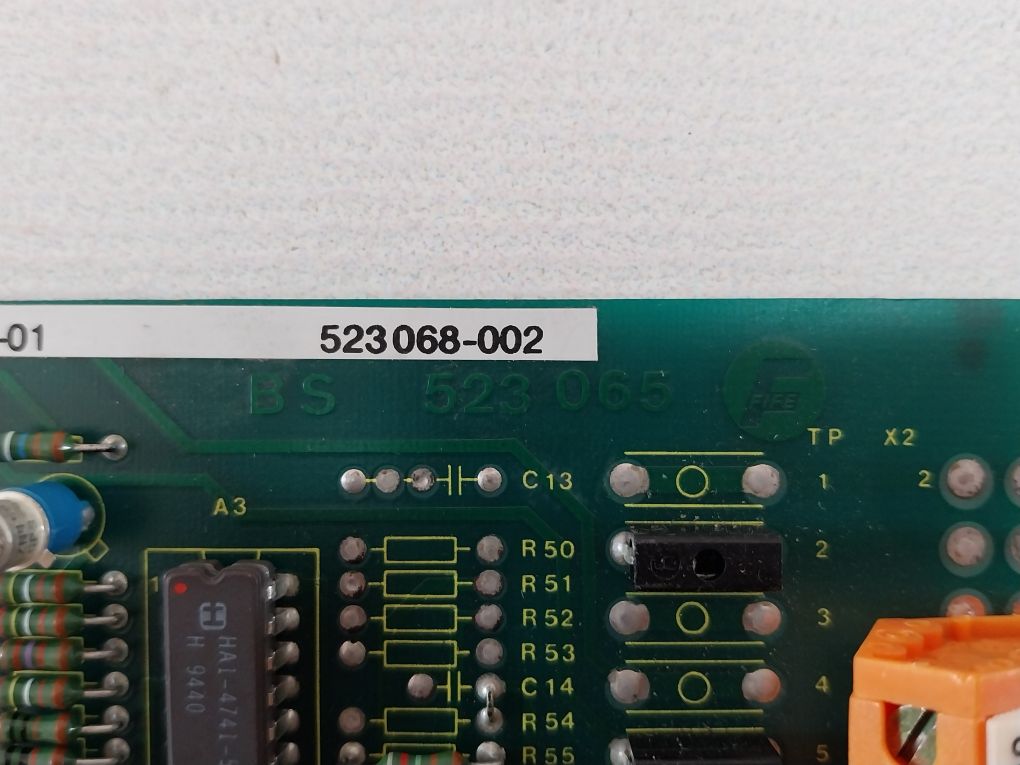 -01 523068-002
BS 523 065
FIFE
TP X2
C13 1 2
A3
R50 2
1 R51
R52 3
R53
C14 4
R54
R55 5
HA1-4741-
H 9440